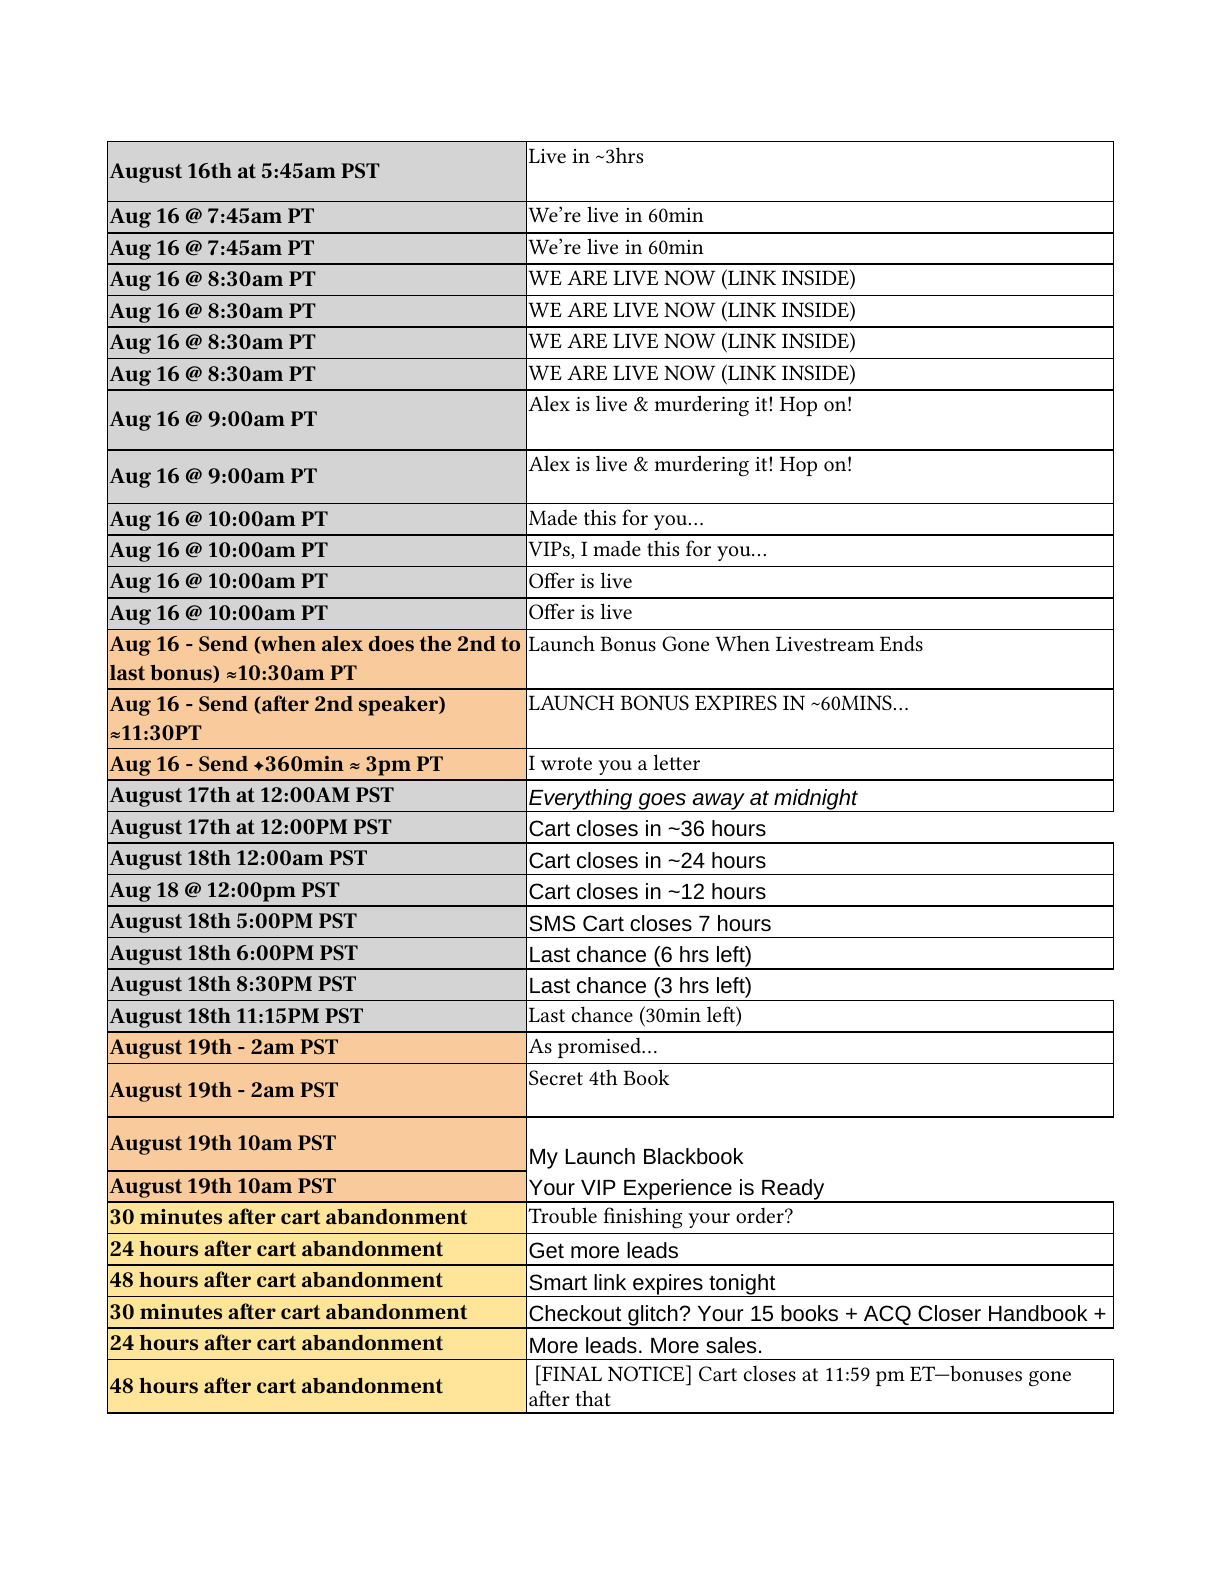 August 16th at 5:45am PST Live in ~3hrs
Aug 16 @ 7:45am PT We’re live in 60min
Aug 16 @ 7:45am PT We’re live in 60min
Aug 16 @ 8:30am PT WE ARE LIVE NOW (LINK INSIDE)
Aug 16 @ 8:30am PT WE ARE LIVE NOW (LINK INSIDE)
Aug 16 @ 8:30am PT WE ARE LIVE NOW (LINK INSIDE)
Aug 16 @ 8:30am PT WE ARE LIVE NOW (LINK INSIDE)
Aug 16 @ 9:00am PT Alex is live & murdering it! Hop on!
Aug 16 @ 9:00am PT Alex is live & murdering it! Hop on!
Aug 16 @ 10:00am PT Made this for you…
Aug 16 @ 10:00am PT VIPs, I made this for you…
Aug 16 @ 10:00am PT Offer is live
Aug 16 @ 10:00am PT Offer is live
Aug 16 - Send (when alex does the 2nd to Launch Bonus Gone When Livestream Ends
last bonus) ≈10:30am PT
Aug 16 - Send (after 2nd speaker) LAUNCH BONUS EXPIRES IN ~60MINS…
≈11:30PT
Aug 16 - Send ✦360min ≈ 3pm PT I wrote you a letter
August 17th at 12:00AM PST Everything goes away at midnight
August 17th at 12:00PM PST Cart closes in ~36 hours
August 18th 12:00am PST Cart closes in ~24 hours
Aug 18 @ 12:00pm PST Cart closes in ~12 hours
August 18th 5:00PM PST SMS Cart closes 7 hours
August 18th 6:00PM PST Last chance (6 hrs left)
August 18th 8:30PM PST Last chance (3 hrs left)
August 18th 11:15PM PST Last chance (30min left)
August 19th - 2am PST As promised…
August 19th - 2am PST Secret 4th Book
August 19th 10am PST My Launch Blackbook
August 19th 10am PST Your VIP Experience is Ready
30 minutes after cart abandonment Trouble finishing your order?
24 hours after cart abandonment Get more leads
48 hours after cart abandonment Smart link expires tonight
30 minutes after cart abandonment Checkout glitch? Your 15 books + ACQ Closer Handbook +
24 hours after cart abandonment More leads. More sales.
48 hours after cart abandonment [FINAL NOTICE] Cart closes at 11:59 pm ET—bonuses gone
after that